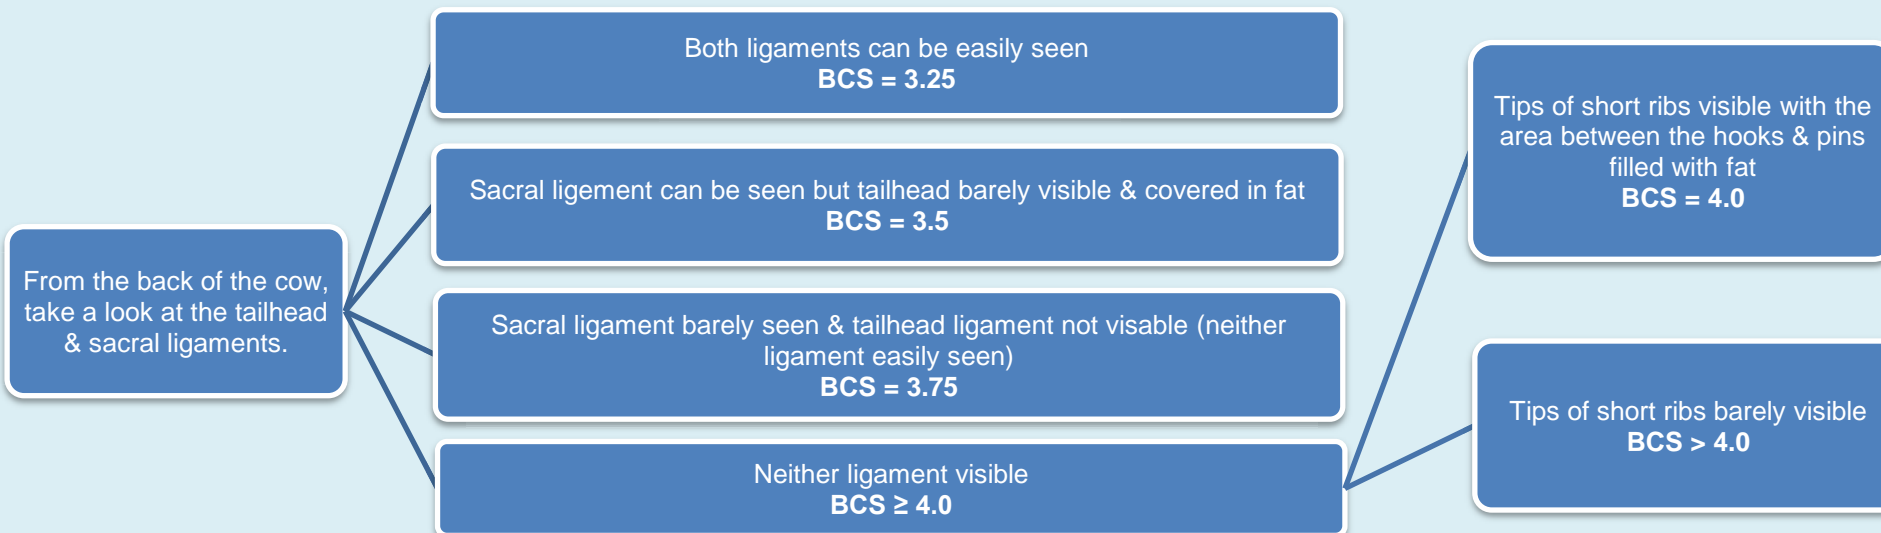 From the back of the cow,
take a look at the tailhead
& sacral ligaments.
Both ligaments can be easily seen
BCS = 3.25
Sacral ligement can be seen but tailhead barely visible & covered in fat
BCS = 3.5
Sacral ligament barely seen & tailhead ligament not visable (neither
ligament easily seen)
BCS = 3.75
Neither ligament visible
BCS ≥ 4.0
Tips of short ribs visible with the
area between the hooks & pins
filled with fat
BCS = 4.0
Tips of short ribs barely visible
BCS > 4.0